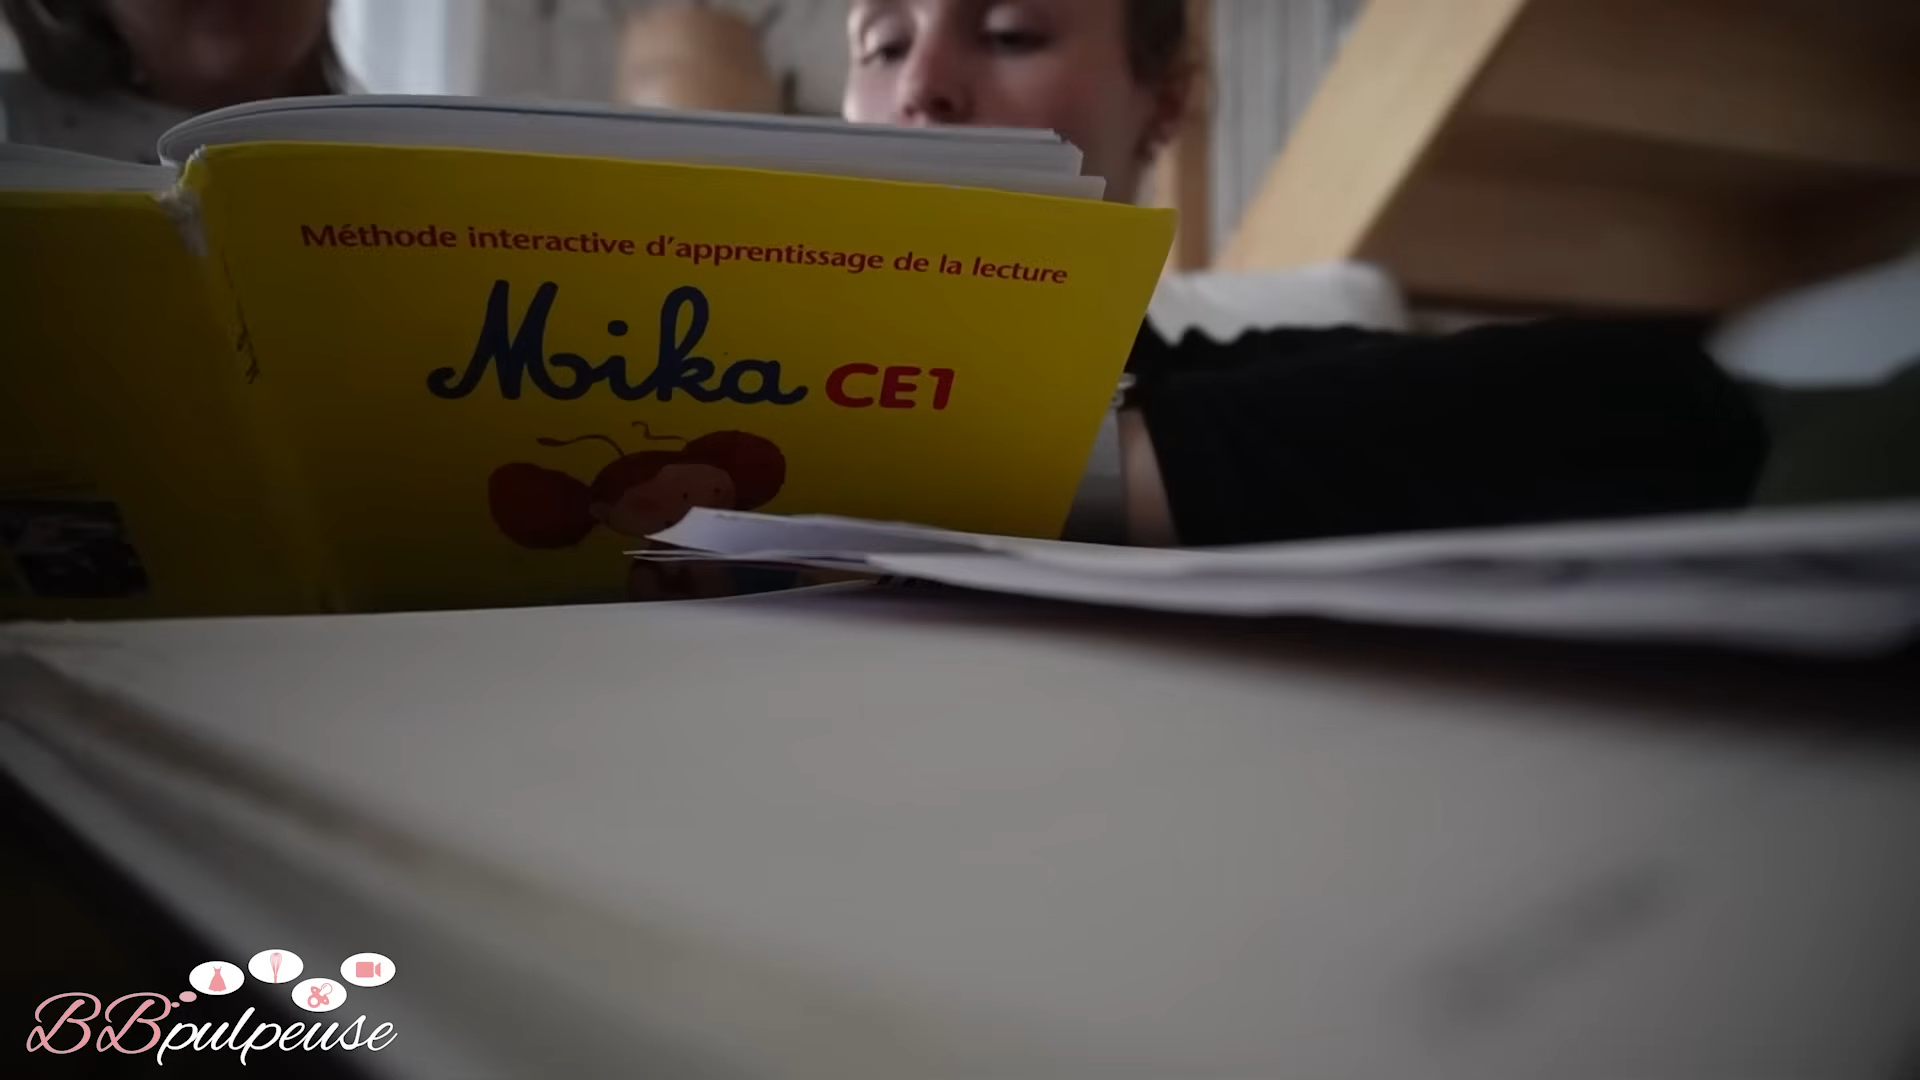 Méthode interactive d'apprentissage de la lecture
Mika CE1
BBpulpeuse